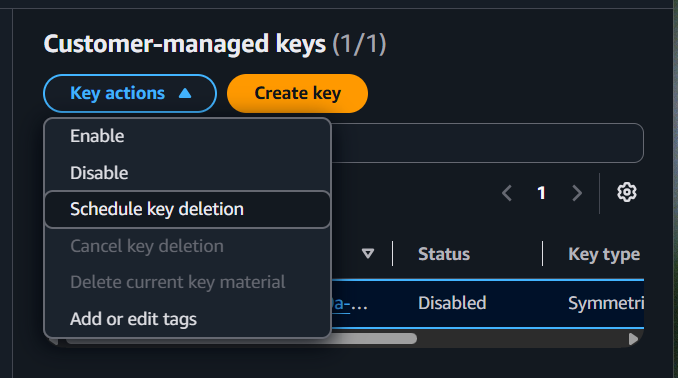 Customer-managed keys (1/1)
Key actions Create key
Enable
Disable
Schedule key deletion
1
Cancel key deletion
Status Key type
Delete current key material
Disabled Symmetri
Add or edit tags